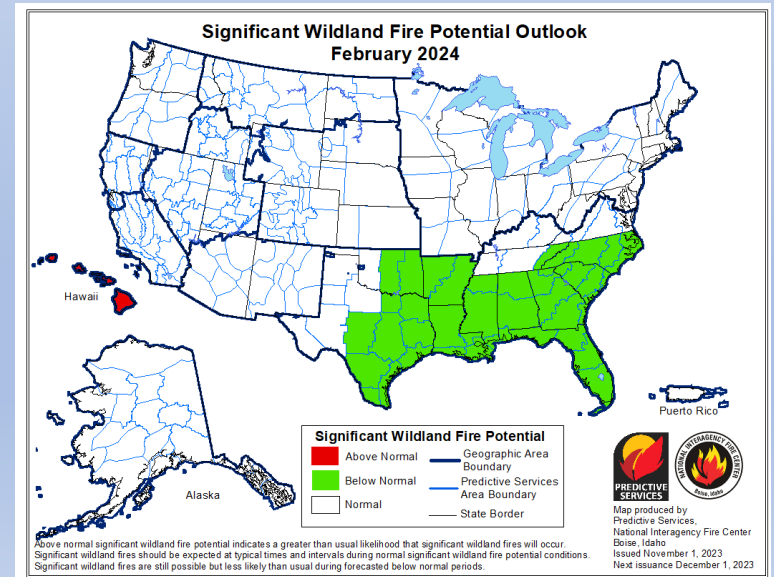 Significant Wildland Fire Potential Outlook
February 2024
Hawaii
Alaska
Puerto Rico
Significant Wildland Fire Potential
Above Normal
Below Normal
Normal
Geographic Area
Boundary
Predictive Services
Area Boundary
State Border
PREDICTIVE
SERVICES
NATIONAL INTERAGENCY FIRE CENTER
Boise, Idaho
Map produced by
Predictive Services,
National Interagency Fire Center
Boise, Idaho
Issued November 1, 2023
Next issuance December 1, 2023
Above normal significant wildland fire potential indicates a greater than usual likelihood that significant wildland fires will occur.
Significant wildland fires should be expected at typical times and intervals during normal significant wildland fire potential conditions.
Significant wildland fires are still possible but less likely than usual during forecasted below normal periods.